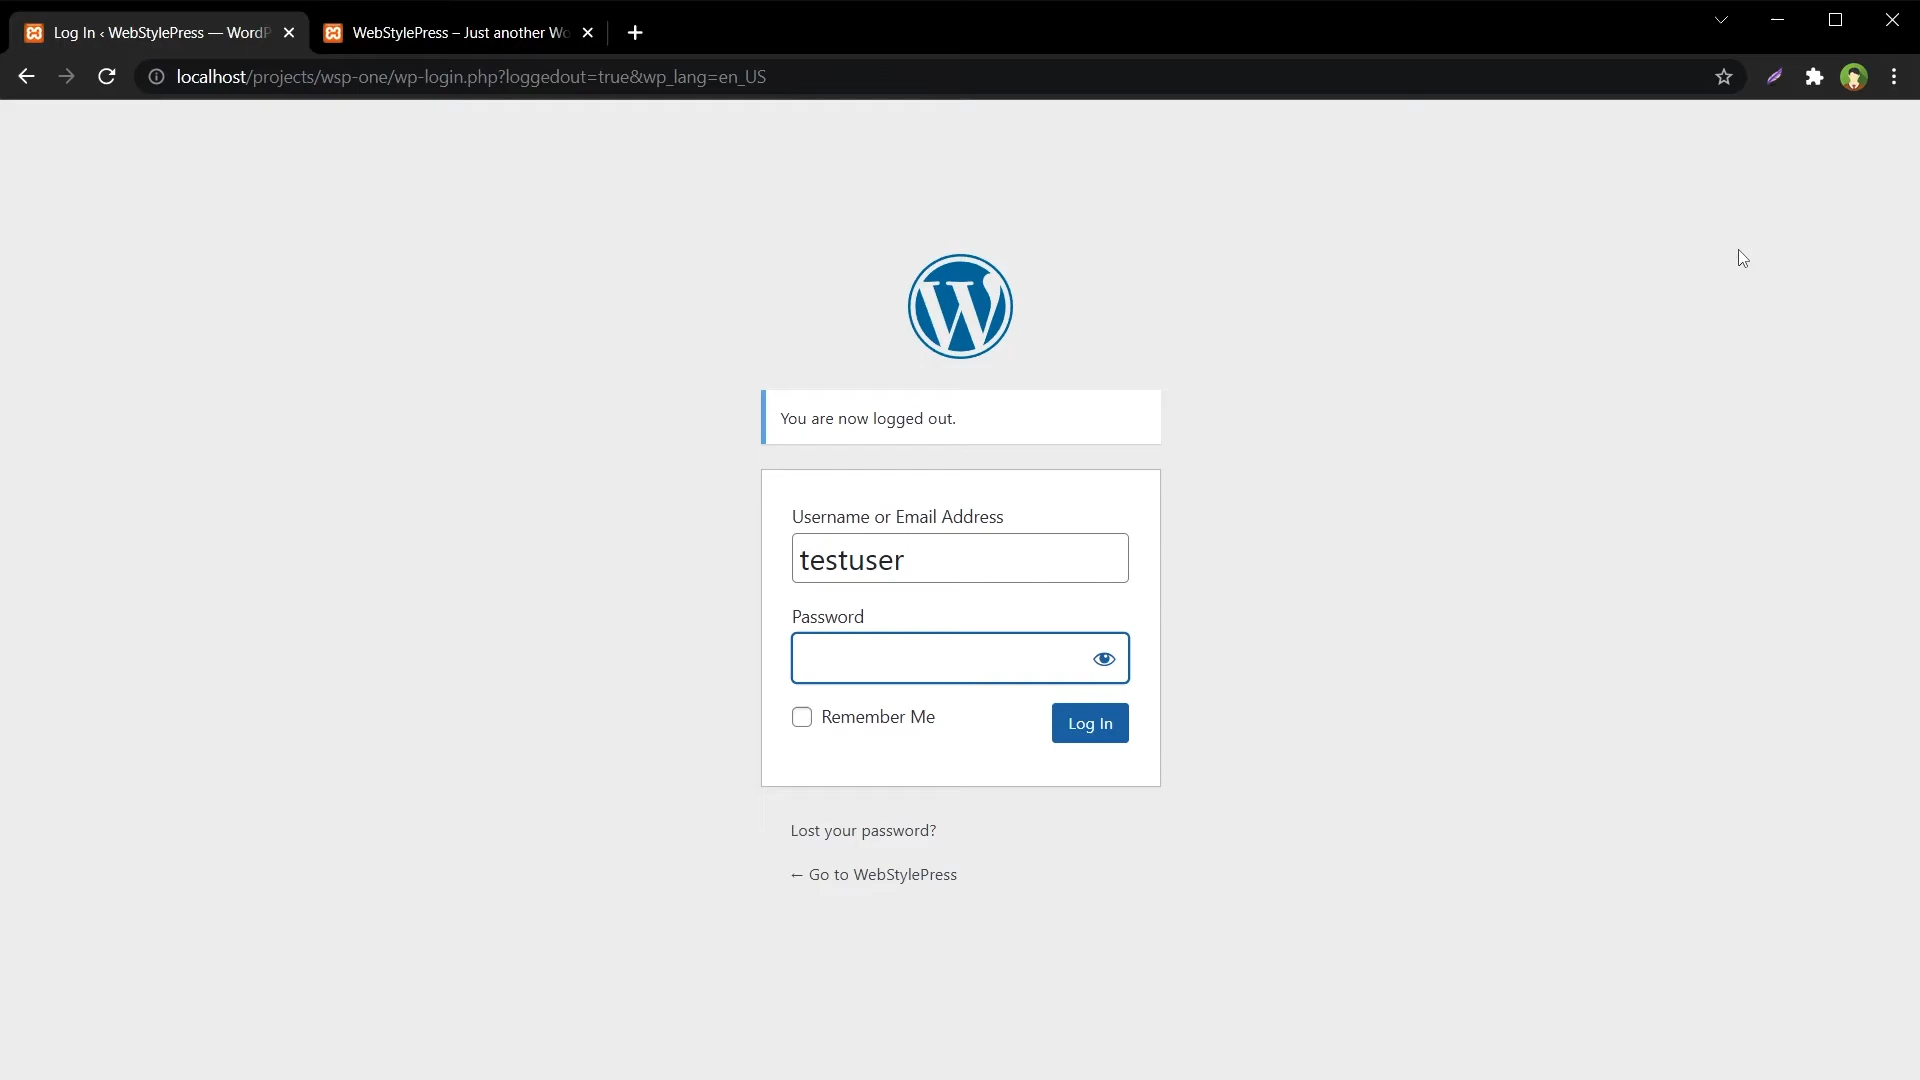 Log In ‹ WebStylePress — WordP
WebStylePress – Just another Wo
localhost/projects/wsp-one/wp-login.php?loggedout=true&wp_lang=en_US
You are now logged out.
Username or Email Address
testuser
Password
Remember Me
Log In
Lost your password?
← Go to WebStylePress